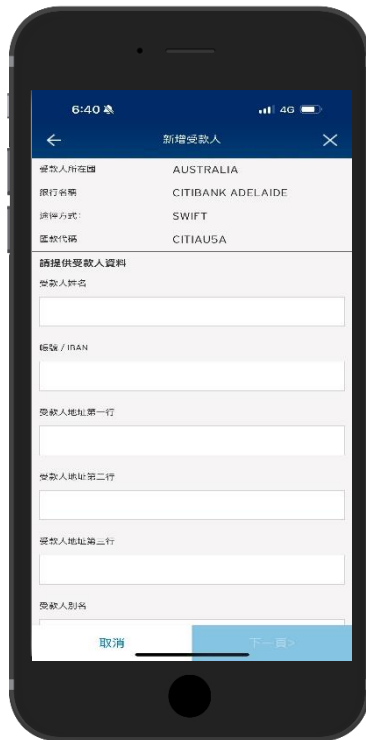 6:40
4G
新增受款人
受款人所在國 AUSTRALIA
銀行名稱 CITIBANK ADELAIDE
途徑方式: SWIFT
匯款代碼 CITIAU5A
請提供受款人資料
受款人姓名
帳號 / IBAN
受款人地址第一行
受款人地址第二行
受款人地址第三行
受款人別名
取消 下一頁>